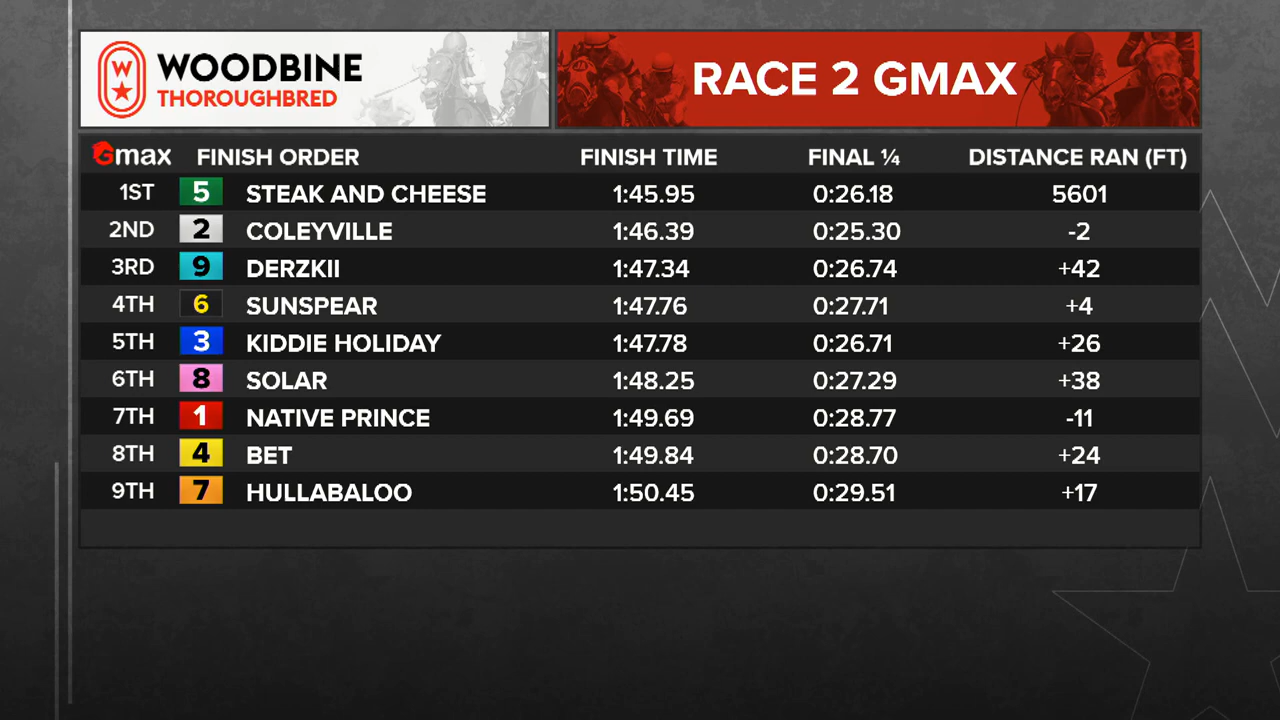 W WOODBINE
THOROUGHBRED
RACE 2 GMAX
Gmax FINISH ORDER FINISH TIME FINAL ¼ DISTANCE RAN (FT)
1ST 5 STEAK AND CHEESE 1:45.95 0:26.18 5601
2ND 2 COLEYVILLE 1:46.39 0:25.30 -2
3RD 9 DERZKII 1:47.34 0:26.74 +42
4TH 6 SUNSPEAR 1:47.76 0:27.71 +4
5TH 3 KIDDIE HOLIDAY 1:47.78 0:26.71 +26
6TH 8 SOLAR 1:48.25 0:27.29 +38
7TH 1 NATIVE PRINCE 1:49.69 0:28.77 -11
8TH 4 BET 1:49.84 0:28.70 +24
9TH 7 HULLABALOO 1:50.45 0:29.51 +17